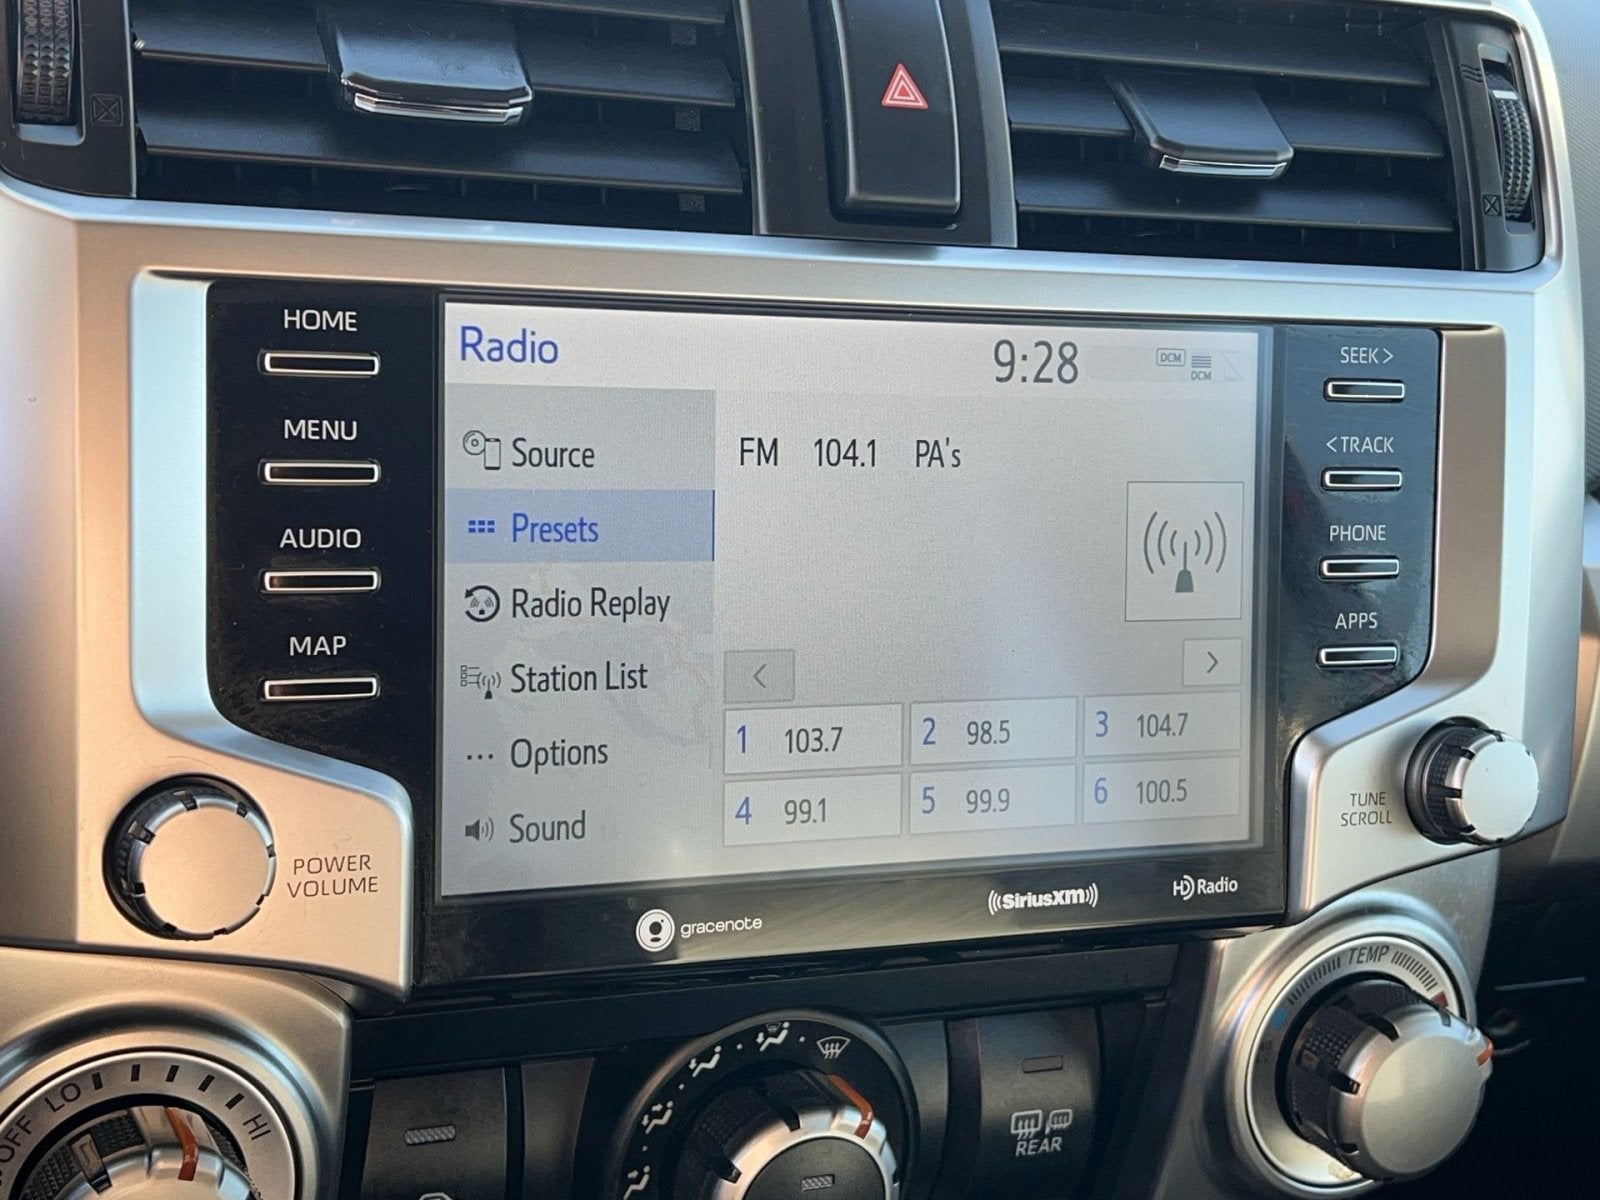 HOME
MENU
AUDIO
MAP
POWER
VOLUME
Radio
9:28
DCM
DCM
Source
Presets
Radio Replay
Station List
Options
Sound
FM 104.1 PA's
<
>
1 103.7
2 98.5
3 104.7
4 99.1
5 99.9
6 100.5
gracenote
SiriusXM
HD Radio
SEEK >
< TRACK
PHONE
APPS
TUNE
SCROLL
OFF LO HI
REAR
TEMP